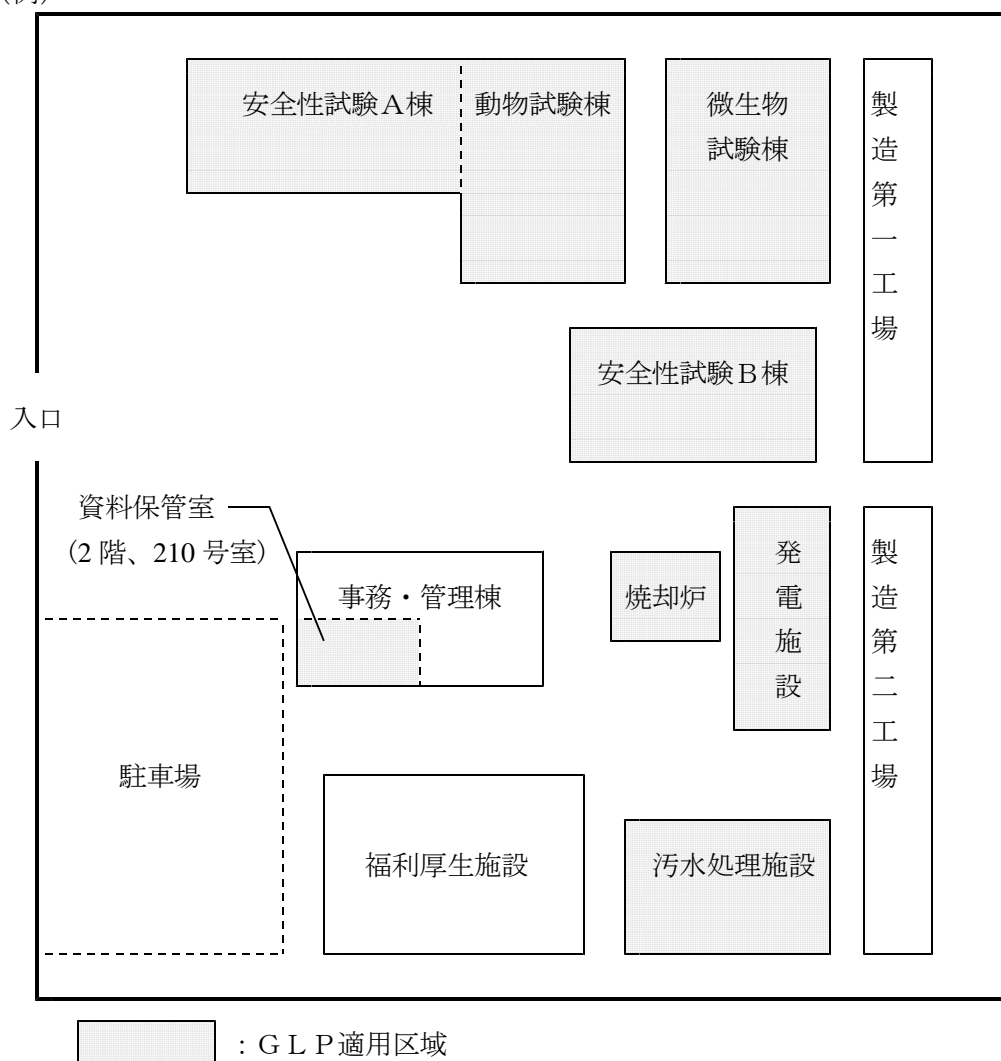 (例)
安全性試験Ａ棟
動物試験棟
微生物
試験棟
製造第一工場
安全性試験Ｂ棟
入口
資料保管室
（2 階、210 号室）
事務・管理棟
焼却炉
発電施設
製造第二工場
駐車場
福利厚生施設
汚水処理施設
：ＧＬＰ適用区域